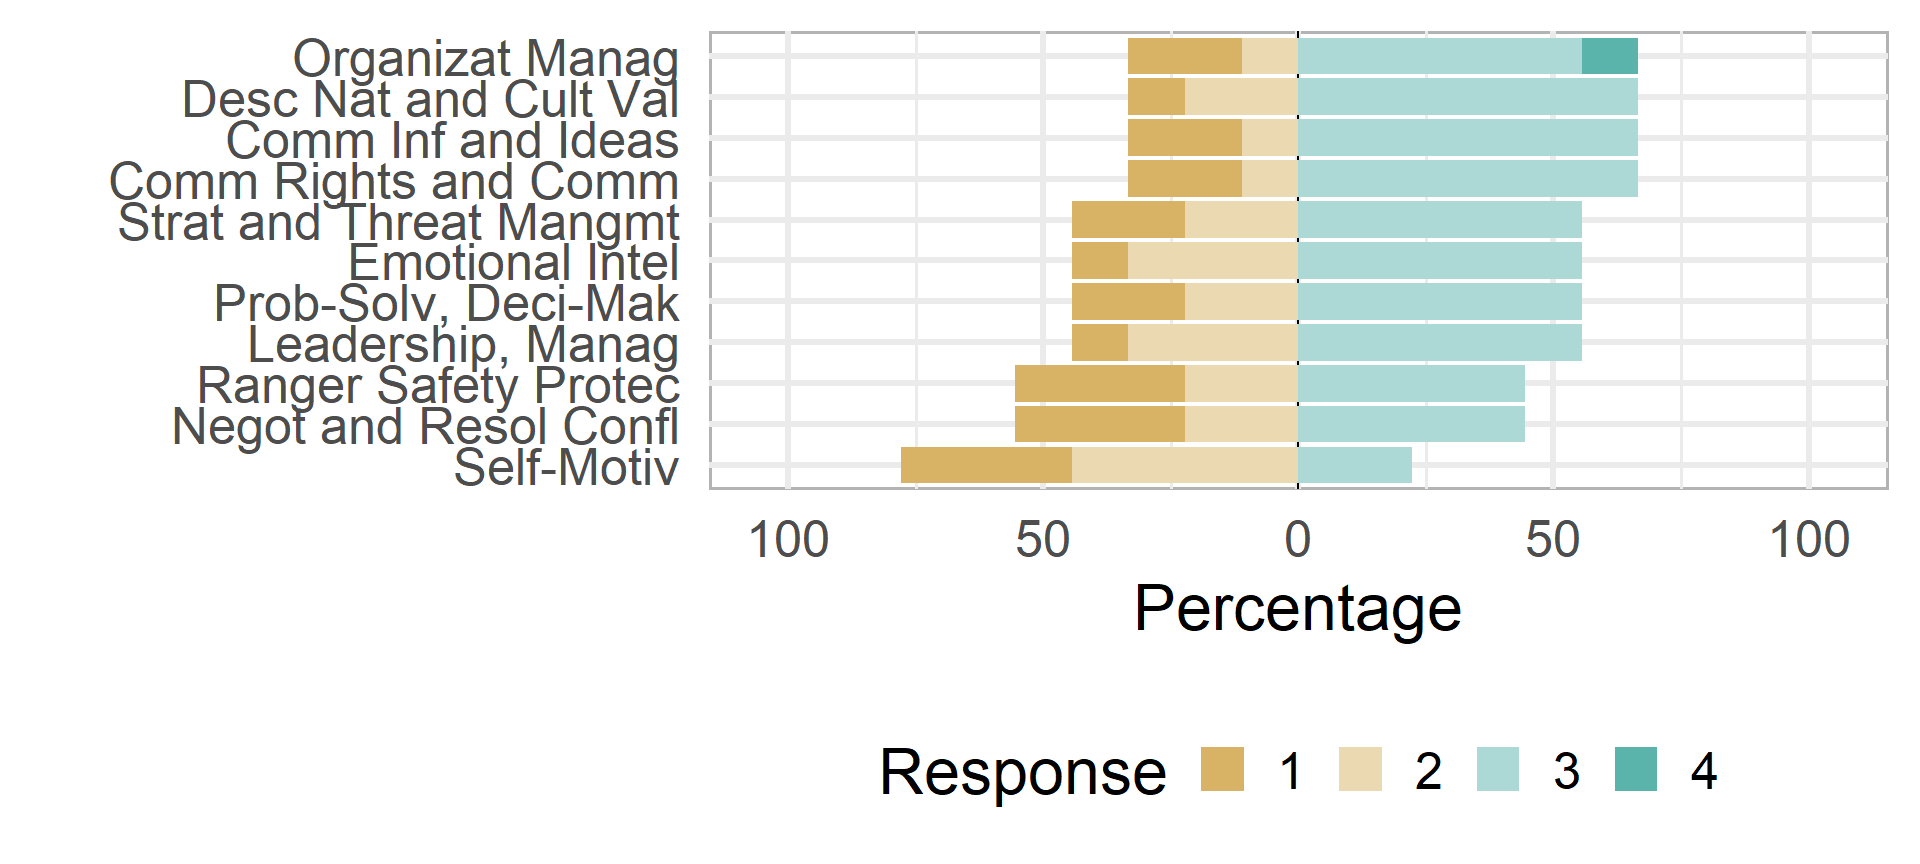 Organizat Manag
Desc Nat and Cult Val
Comm Inf and Ideas
Comm Rights and Comm
Strat and Threat Mangmt
Emotional Intel
Prob-Solv, Deci-Mak
Leadership, Manag
Ranger Safety Protec
Negot and Resol Confl
Self-Motiv
100 50 0 50 100
Percentage
Response 1 2 3 4